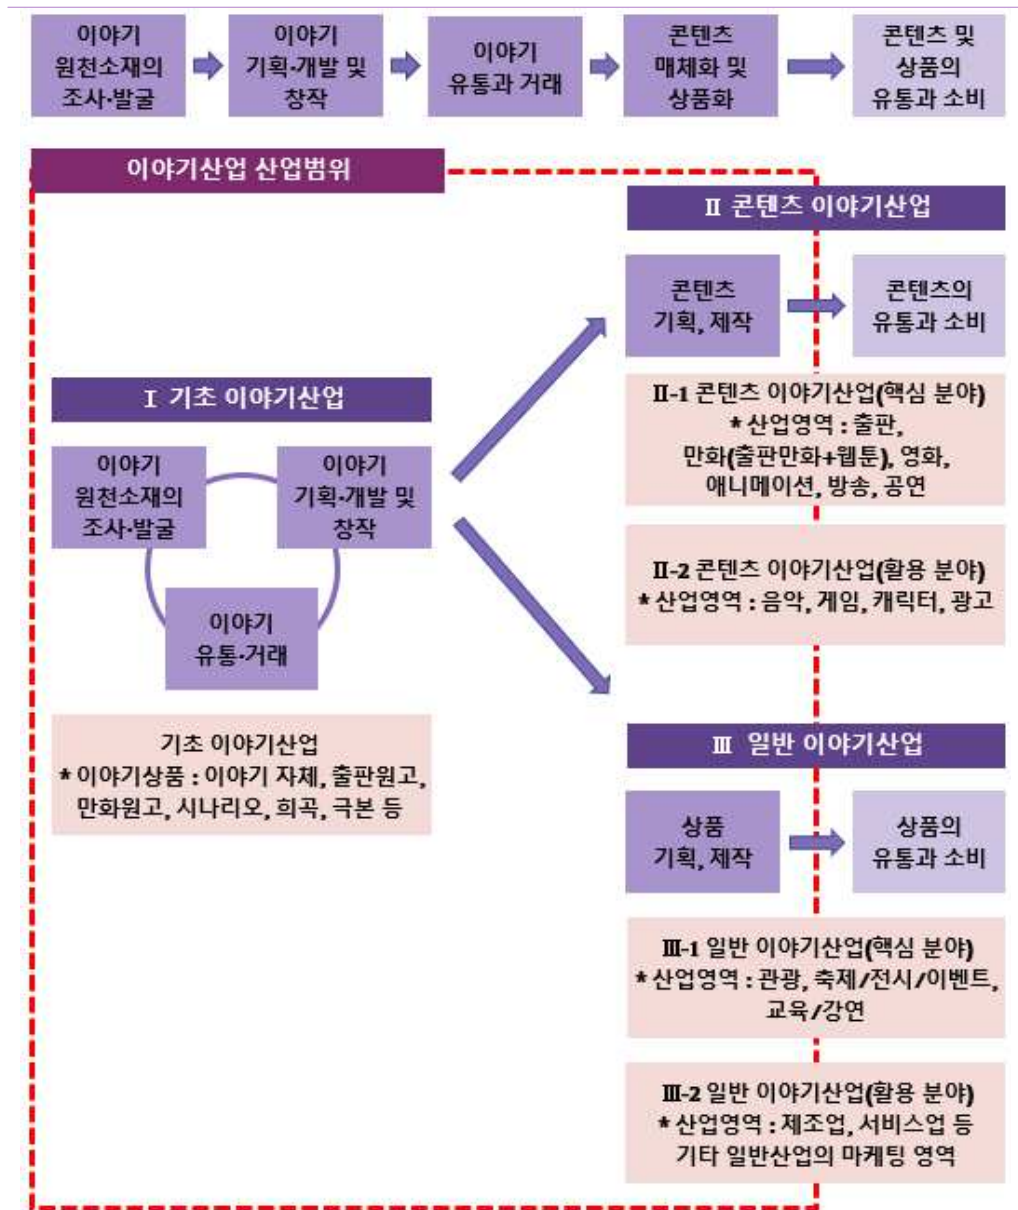 이야기
원천소재의
조사·발굴
이야기
기획·개발 및
창작
이야기
유통과 거래
콘텐츠
매체화 및
상품화
콘텐츠 및
상품의
유통과 소비
이야기산업 산업범위
Ⅱ 콘텐츠 이야기산업
콘텐츠
기획, 제작
콘텐츠의
유통과 소비
Ⅱ-1 콘텐츠 이야기산업(핵심 분야)
* 산업영역 : 출판,
만화(출판만화+웹툰), 영화,
애니메이션, 방송, 공연
Ⅱ-2 콘텐츠 이야기산업(활용 분야)
* 산업영역 : 음악, 게임, 캐릭터, 광고
Ⅰ 기초 이야기산업
이야기
원천소재의
조사·발굴
이야기
기획·개발 및
창작
이야기
유통·거래
기초 이야기산업
* 이야기상품 : 이야기 자체, 출판원고,
만화원고, 시나리오, 희곡, 극본 등
Ⅲ 일반 이야기산업
상품
기획, 제작
상품의
유통과 소비
Ⅲ-1 일반 이야기산업(핵심 분야)
* 산업영역 : 관광, 축제/전시/이벤트,
교육/강연
Ⅲ-2 일반 이야기산업(활용 분야)
* 산업영역 : 제조업, 서비스업 등
기타 일반산업의 마케팅 영역